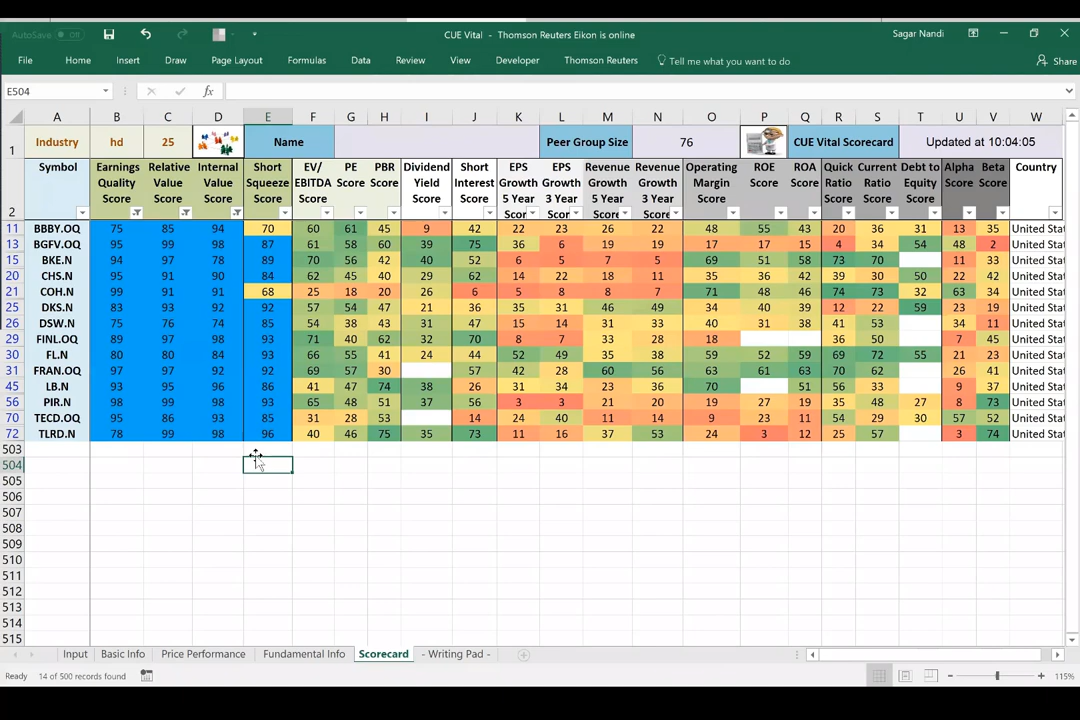 AutoSave Off CUE Vital - Thomson Reuters Eikon is online Sagar Nandi
File Home Insert Draw Page Layout Formulas Data Review View Developer Thomson Reuters Tell me what you want to do Share
E504 fx
A B C D E F G H I J K L M N O P Q R S T U V W
1 Industry hd 25 Name Peer Group Size 76 CUE Vital Scorecard Updated at 10:04:05
2 Symbol Earnings Quality Score Relative Value Score Internal Value Score Short Squeeze Score EV/ EBITDA Score PE Score PBR Score Dividend Yield Score Short Interest Score EPS Growth 5 Year Score EPS Growth 3 Year Score Revenue Growth 5 Year Score Revenue Growth 3 Year Score Operating Margin Score ROE Score ROA Score Quick Ratio Score Current Ratio Score Debt to Equity Score Alpha Score Beta Score Country
11 BBBY.OQ 75 85 94 70 60 61 45 9 42 22 23 26 22 48 55 43 20 36 31 13 35 United Stat
13 BGFV.OQ 95 99 98 87 61 58 60 39 75 36 6 19 19 17 17 15 4 34 54 48 2 United Stat
15 BKE.N 94 97 78 89 70 56 42 40 52 6 5 7 5 69 51 58 73 70 11 33 United Stat
20 CHS.N 95 91 90 84 62 45 40 29 62 14 22 18 11 35 36 42 39 30 50 22 42 United Stat
21 COH.N 99 91 91 68 25 18 20 26 6 5 8 8 7 71 48 46 74 73 32 63 34 United Stat
25 DKS.N 83 93 92 92 57 54 47 21 36 35 31 46 49 34 40 39 12 22 59 23 19 United Stat
26 DSW.N 75 76 74 85 54 38 43 31 47 15 14 31 33 40 31 38 41 53 34 11 United Stat
29 FINL.OQ 89 97 98 93 71 40 62 32 70 8 7 33 28 18 36 50 7 45 United Stat
30 FL.N 80 80 84 93 66 55 41 24 44 52 49 35 38 59 52 59 69 72 55 21 23 United Stat
31 FRAN.OQ 97 97 92 92 69 57 30 57 42 28 60 56 63 61 63 70 62 26 41 United Stat
45 LB.N 93 95 96 86 41 47 74 38 26 31 34 23 36 70 51 56 33 9 37 United Stat
56 PIR.N 98 99 98 93 65 48 51 37 56 3 3 21 20 19 27 19 35 48 27 8 73 United Stat
70 TECD.OQ 95 86 93 85 31 28 53 14 24 40 11 14 9 23 11 54 29 30 57 52 United Stat
72 TLRD.N 78 99 98 96 40 46 75 35 73 11 16 37 53 24 3 12 25 57 3 74 United Stat
503
504
505
506
507
508
509
510
511
512
513
514
515
Input Basic Info Price Performance Fundamental Info Scorecard - Writing Pad -
Ready 14 of 500 records found 115%